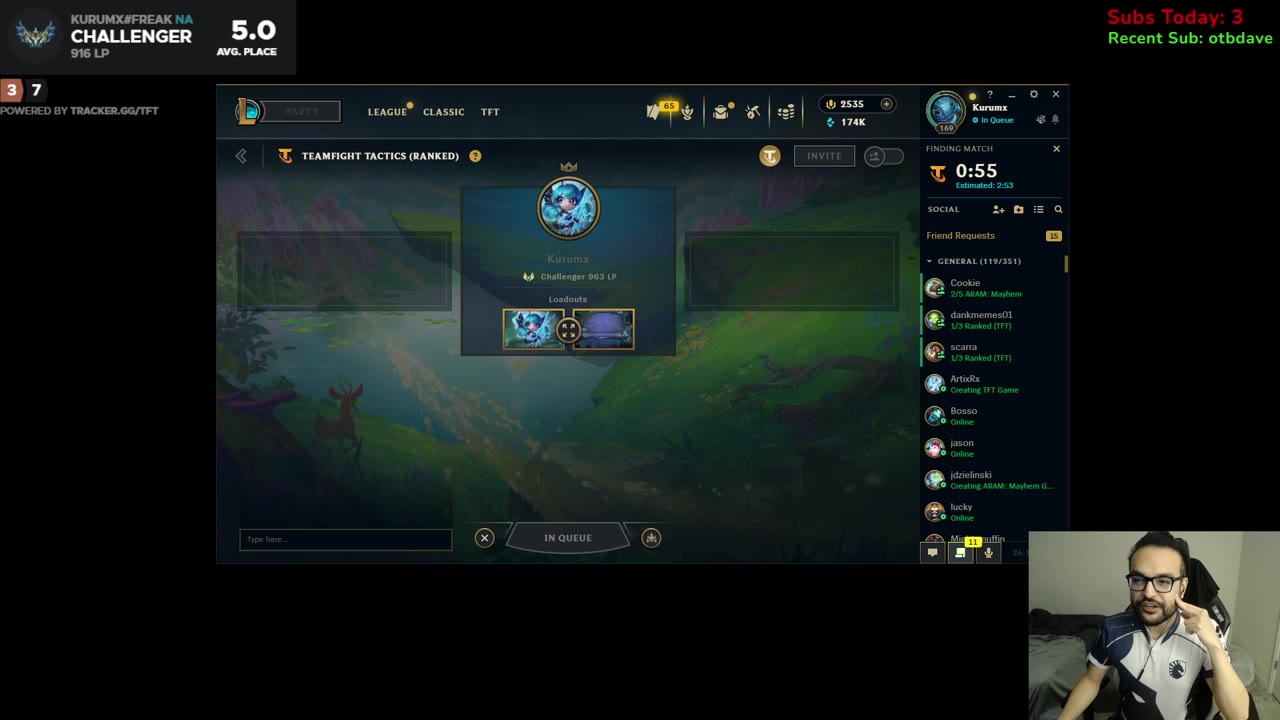 KURUMX#FREAK NA
CHALLENGER
916 LP
5.0
AVG. PLACE
3 7
POWERED BY TRACKER.GG/TFT
Subs Today: 3
Recent Sub: otbdave
PARTY
LEAGUE
CLASSIC
TFT
65
2535
174K
169
Kurumx
In Queue
TEAMFIGHT TACTICS (RANKED)
INVITE
Kurumx
Challenger 963 LP
Loadouts
Type here...
IN QUEUE
FINDING MATCH
0:55
Estimated: 2:53
SOCIAL
Friend Requests
15
GENERAL (119/351)
Cookie
2/5 ARAM: Mayhem
dankmemes01
1/3 Ranked (TFT)
scarra
1/3 Ranked (TFT)
ArtixRx
Creating TFT Game
Bosso
Online
jason
Online
jdzielinski
Creating ARAM: Mayhem G...
lucky
Online
11